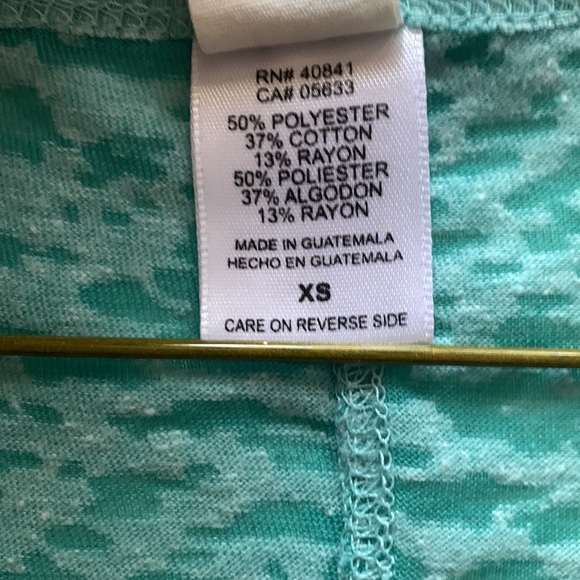 RN# 40841
CA# 05633
50% POLYESTER
37% COTTON
13% RAYON
50% POLIESTER
37% ALGODON
13% RAYON
MADE IN GUATEMALA
HECHO EN GUATEMALA
XS
CARE ON REVERSE SIDE